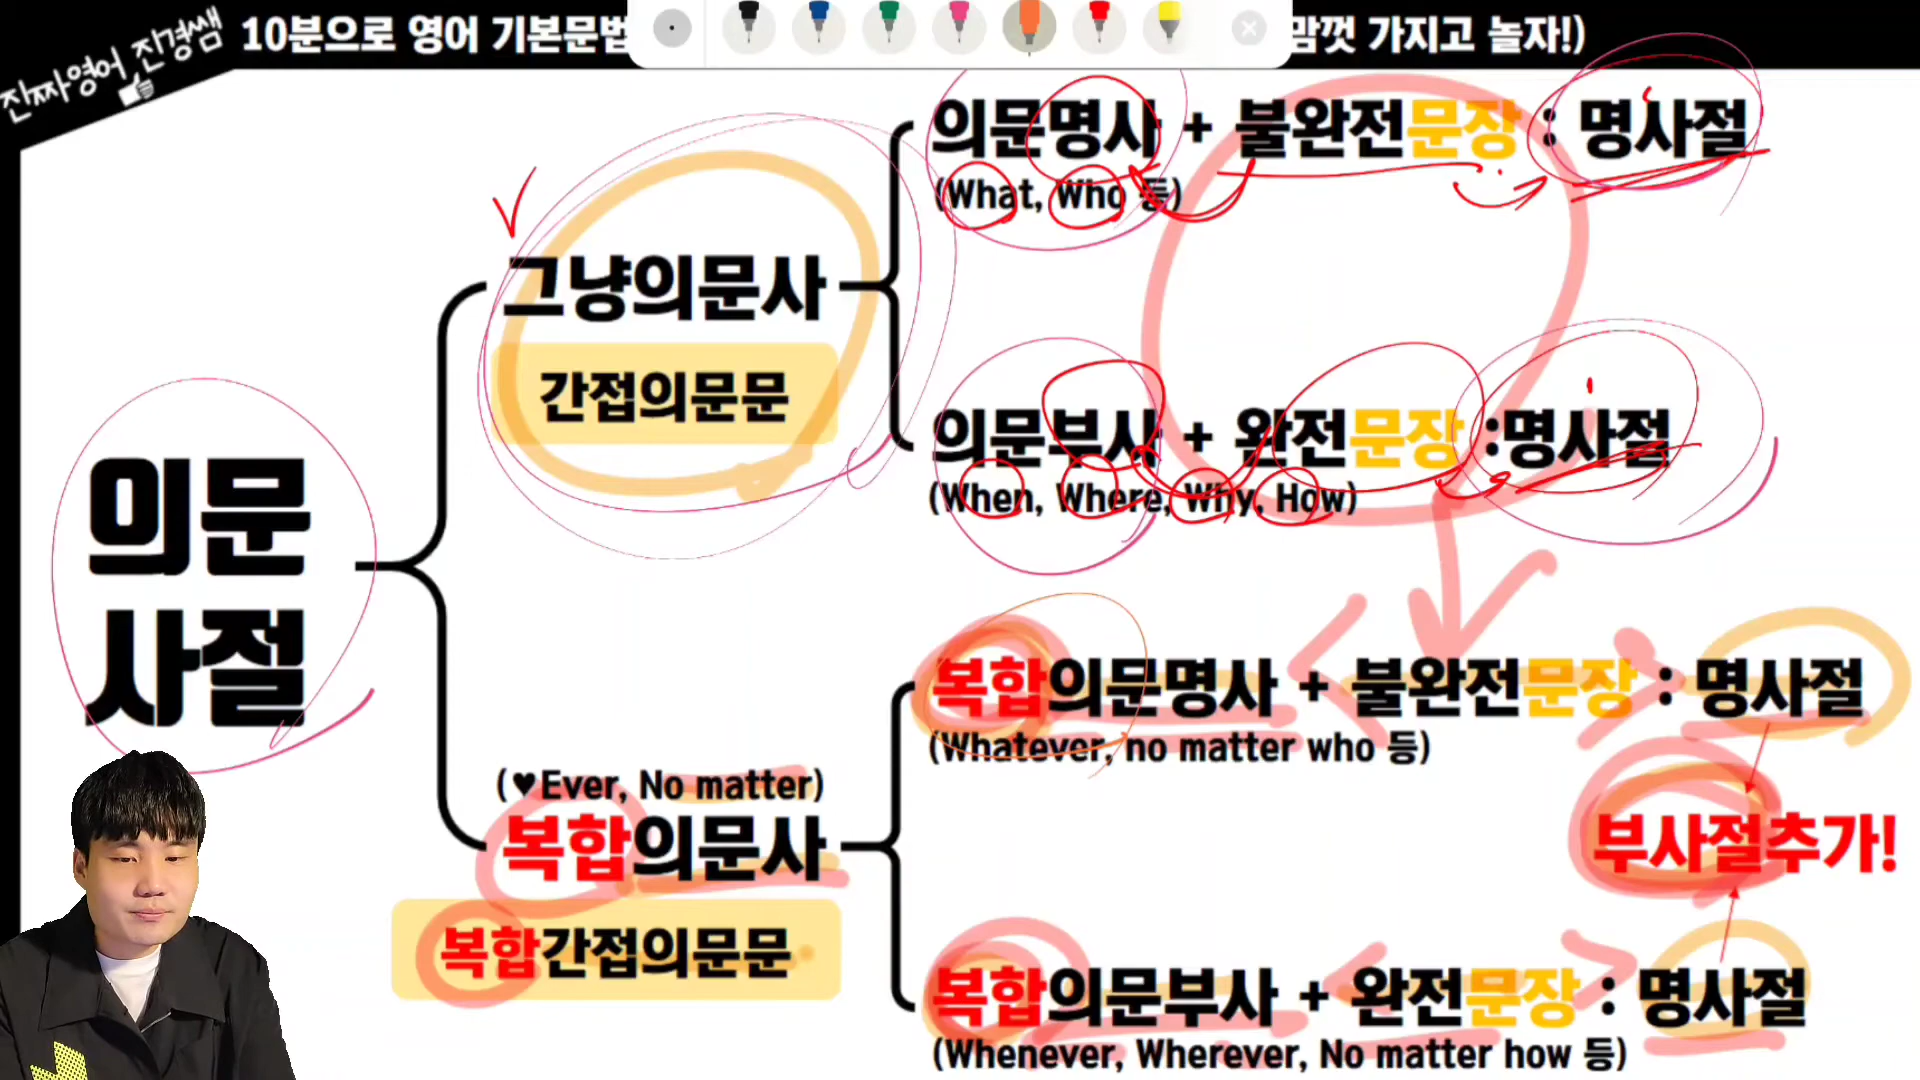 진짜영어 진경쌤
10분으로 영어 기본문법
맘껏 가지고 놀자!)
의문명사 + 불완전문장 : 명사절
(What, Who 등)
그냥의문사
간접의문문
의문부사 + 완전문장 :명사절
(When, Where, Why, How)
의문
사절
복합의문명사 + 불완전문장 : 명사절
(Whatever, no matter who 등)
(♥Ever, No matter)
복합의문사
부사절추가!
복합간접의문문
복합의문부사 + 완전문장 : 명사절
(Whenever, Wherever, No matter how 등)